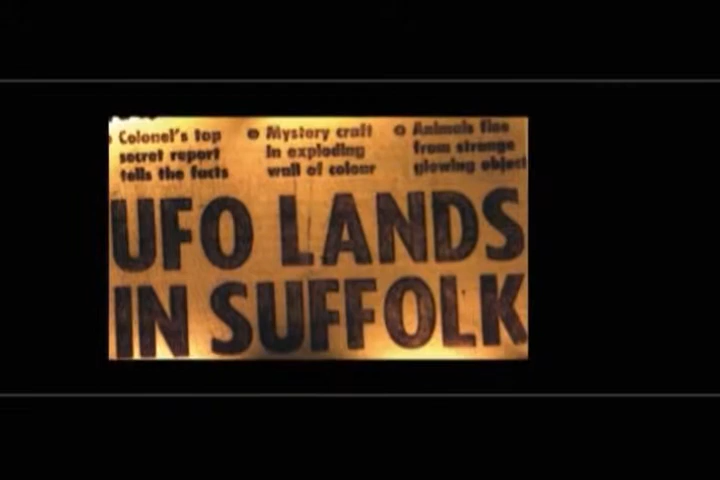 Colonel's top
secret report
tells the facts
Mystery craft
in exploding
wall of colour
Animals flee
from strange
glowing object
UFO LANDS
IN SUFFOLK